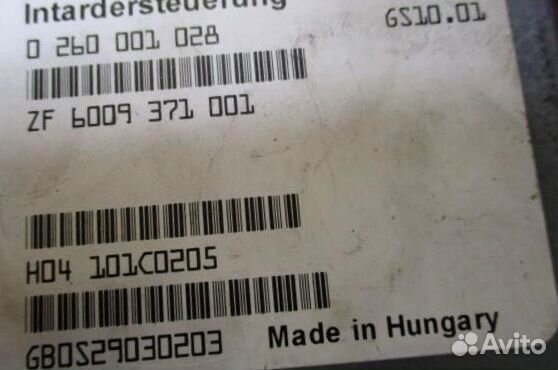 Intardersteuerung
GS10.01
0 260 001 028
ZF 6009 371 001
H04 101C0205
GB0S29030203
Made in Hungary
Avito